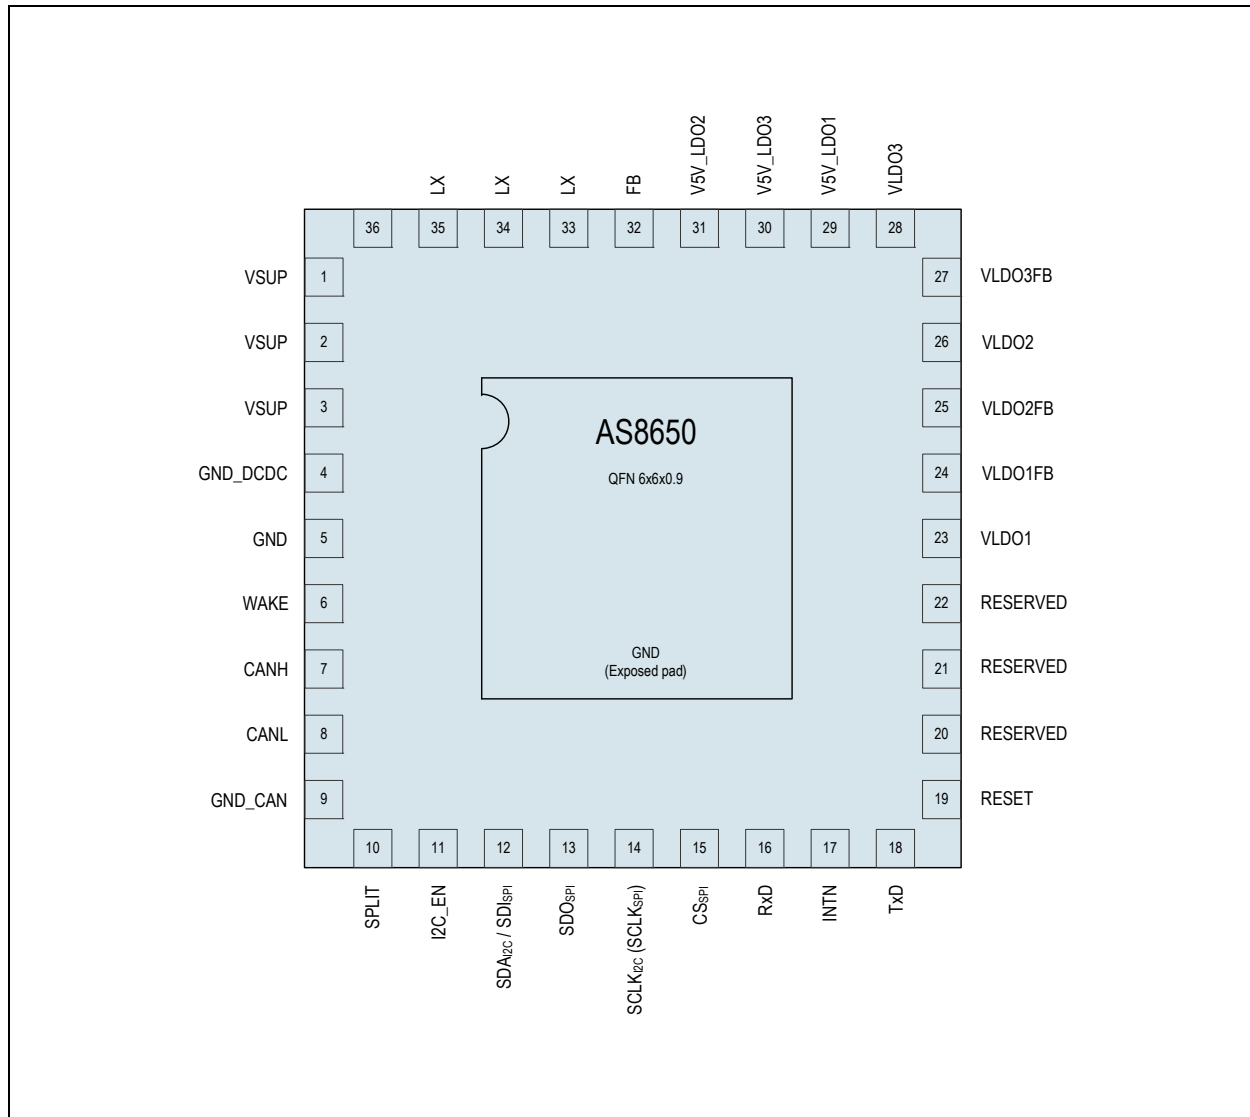 LX
LX
LX
FB
V5V_LDO2
V5V_LDO3
V5V_LDO1
VLDO3
36
35
34
33
32
31
30
29
28
VSUP
1
27
VLDO3FB
VSUP
2
26
VLDO2
VSUP
3
25
VLDO2FB
AS8650
GND_DCDC
4
QFN 6x6x0.9
24
VLDO1FB
GND
5
23
VLDO1
WAKE
6
22
RESERVED
GND
(Exposed pad)
CANH
7
21
RESERVED
CANL
8
20
RESERVED
GND_CAN
9
19
RESET
10
11
12
13
14
15
16
17
18
SPLIT
I2C_EN
SDAI2C / SDISPI
SDOSPI
SCLKI2C (SCLKSPI)
CSSPI
RxD
INTN
TxD